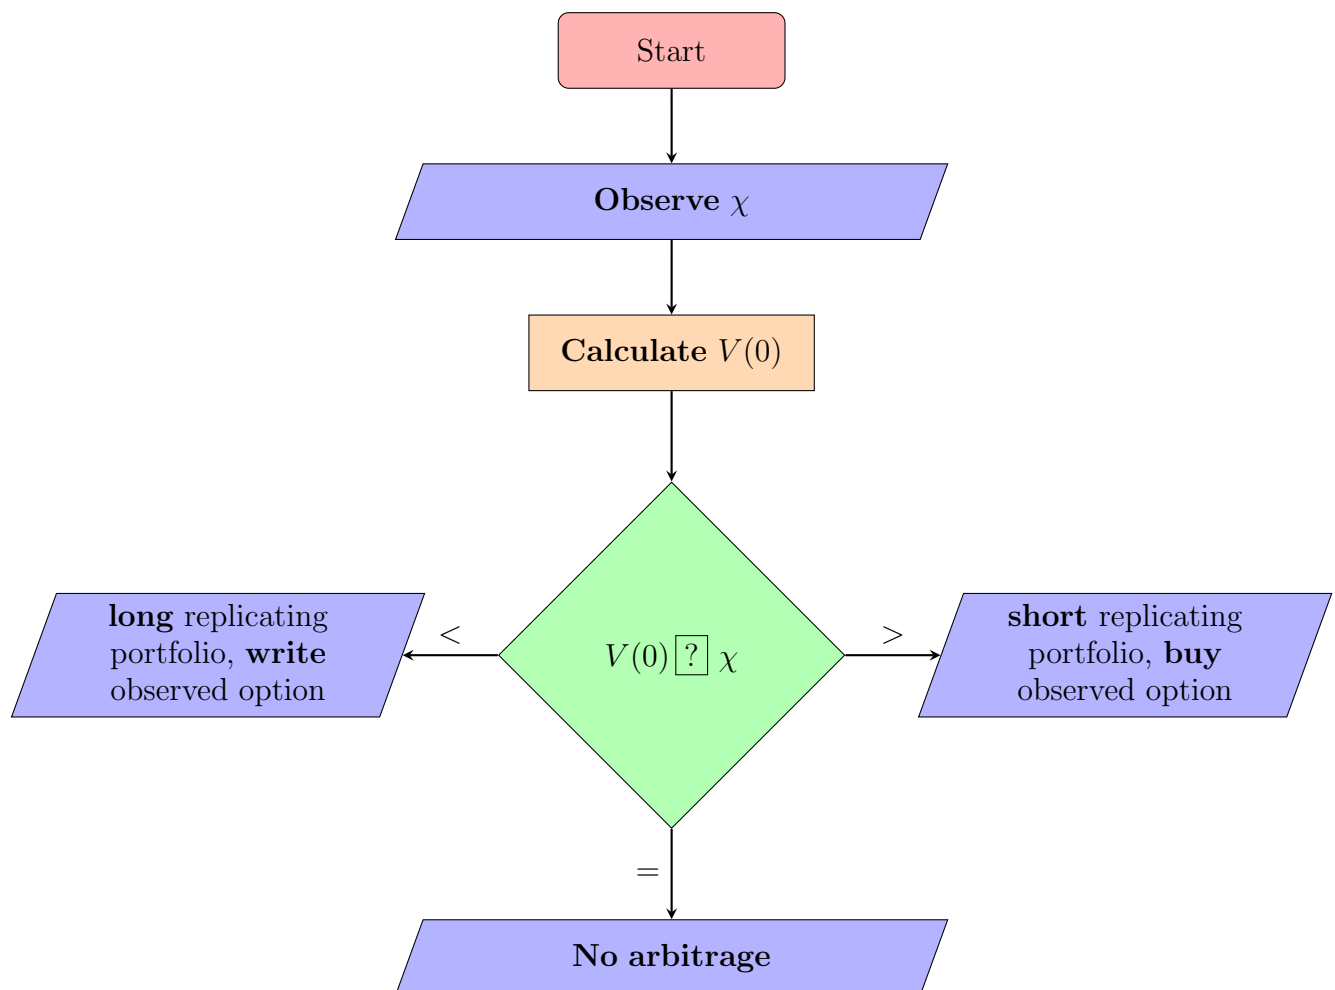 Start
Observe χ
Calculate V(0)
long replicating
portfolio, write
observed option
<
V(0) ? χ
>
short replicating
portfolio, buy
observed option
=
No arbitrage